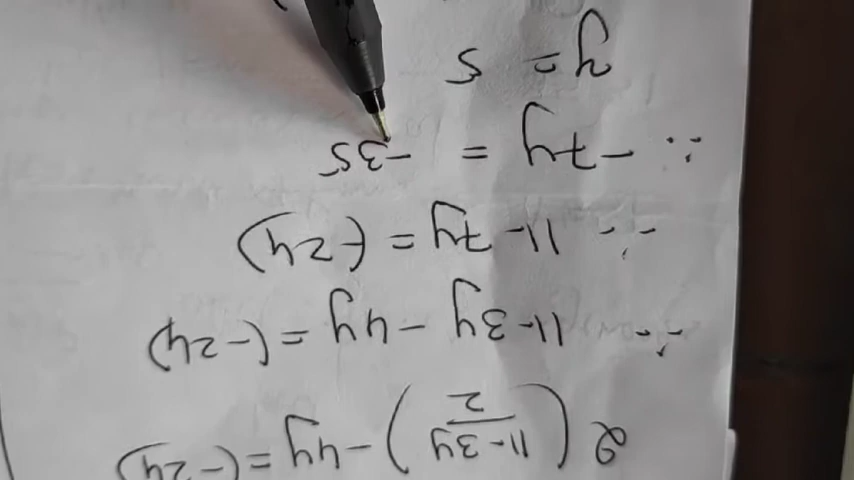 2 (11-3y/2) - 4y = (-24)
∴ 11-3y - 4y = (-24)
∴ 11-7y = (-24)
∴ -7y = -35
y = 5